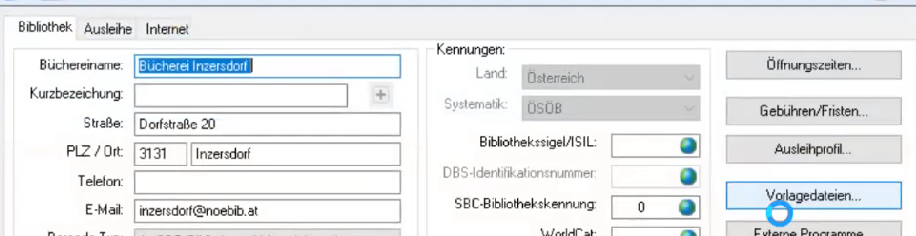 Bibliothek Ausleihe Internet
Büchereiname: Bücherei Inzersdorf
Kurzbezeichung:
Straße: Dorfstraße 20
PLZ / Ort: 3131 Inzersdorf
Telefon:
E-Mail: inzersdorf@noebib.at
Kennungen:
Land: Österreich
Systematik: ÖSÖB
Bibliothekssigel/ISIL:
DBS-Identifikationsnummer:
SBC-Bibliothekskennung: 0
WorldCat:
Öffnungszeiten...
Gebühren/Fristen...
Ausleihprofil...
Vorlagedateien...
Externe Programme